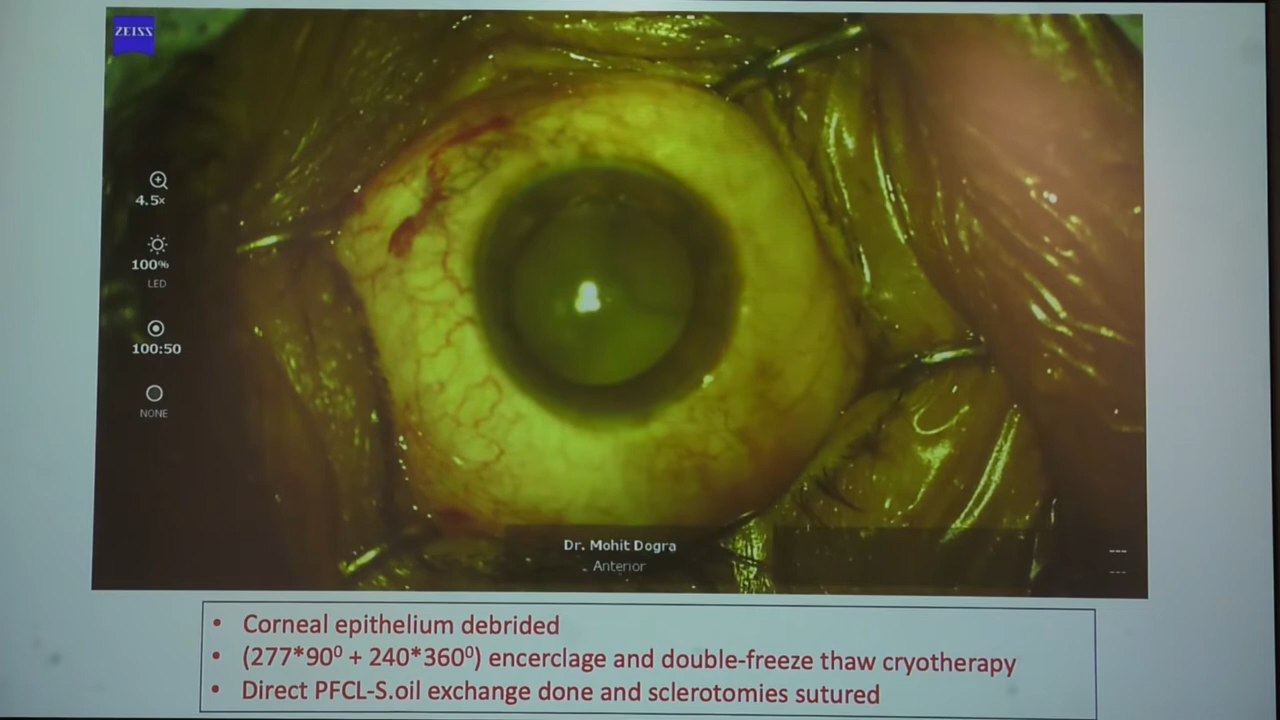 ZEISS
4.5x
100%
LED
100:50
NONE
Dr. Mohit Dogra
Anterior
---
---
• Corneal epithelium debrided
• (277*90⁰ + 240*360⁰) encerclage and double-freeze thaw cryotherapy
• Direct PFCL-S.oil exchange done and sclerotomies sutured